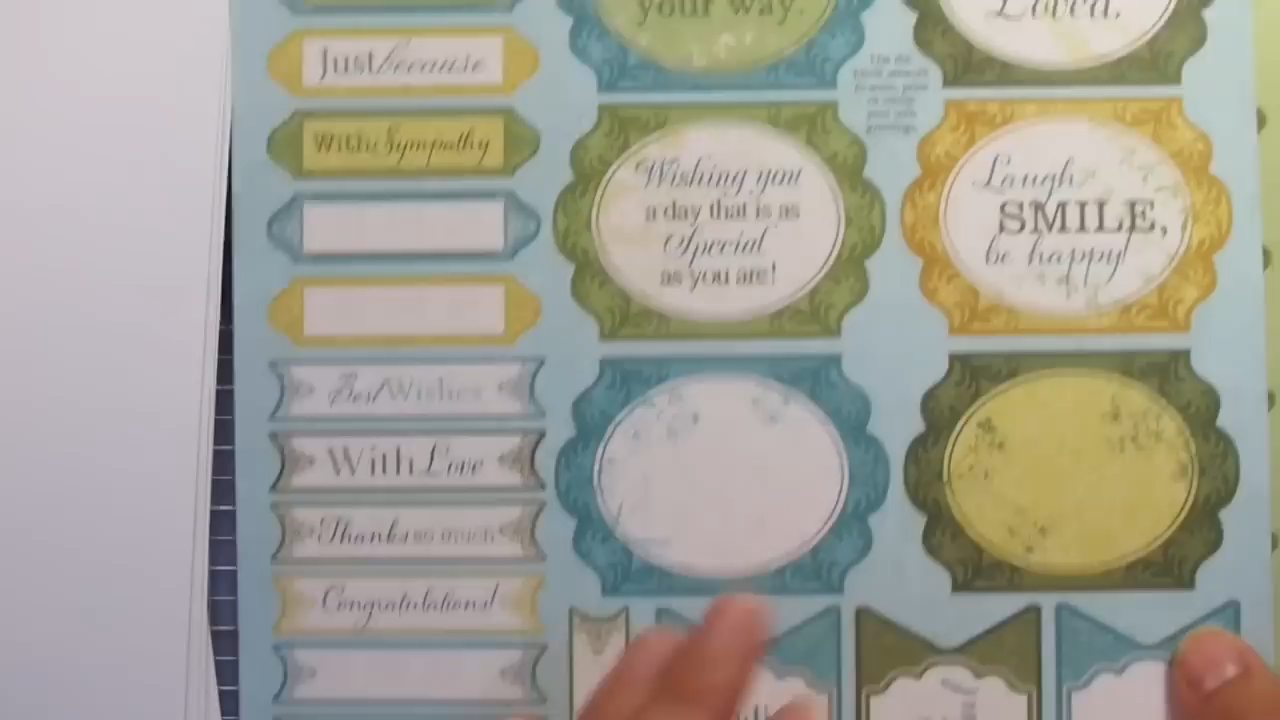 Just because
With Sympathy
Best Wishes
With Love
Thanks so much
Congratulations!
your way.
Wishing you
a day that is as
Special
as you are!
Loved.
Laugh
SMILE,
be happy!